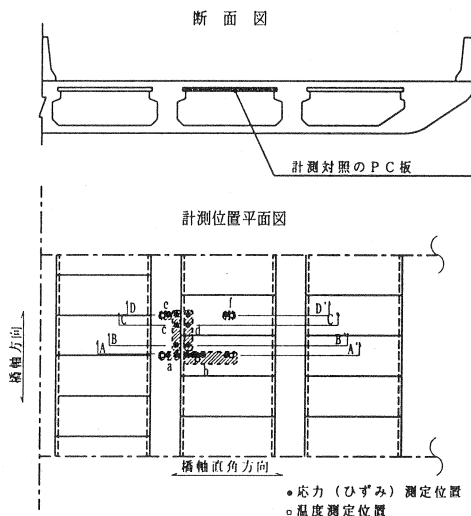 断面図
計測対照のPC板
計測位置平面図
橋軸方向
D
e
f
D'
C
c
d
C'
B
B'
A
a
b
A'
橋軸直角方向
●応力（ひずみ）測定位置
□温度測定位置